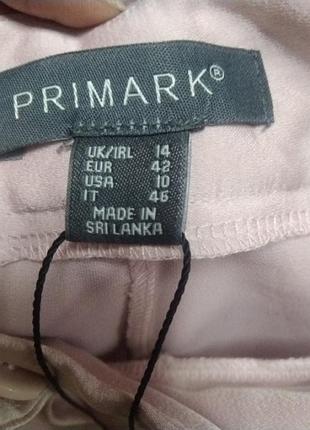 PRIMARK®
UK/IRL 14
EUR 42
USA 10
IT 46
MADE IN
SRI LANKA